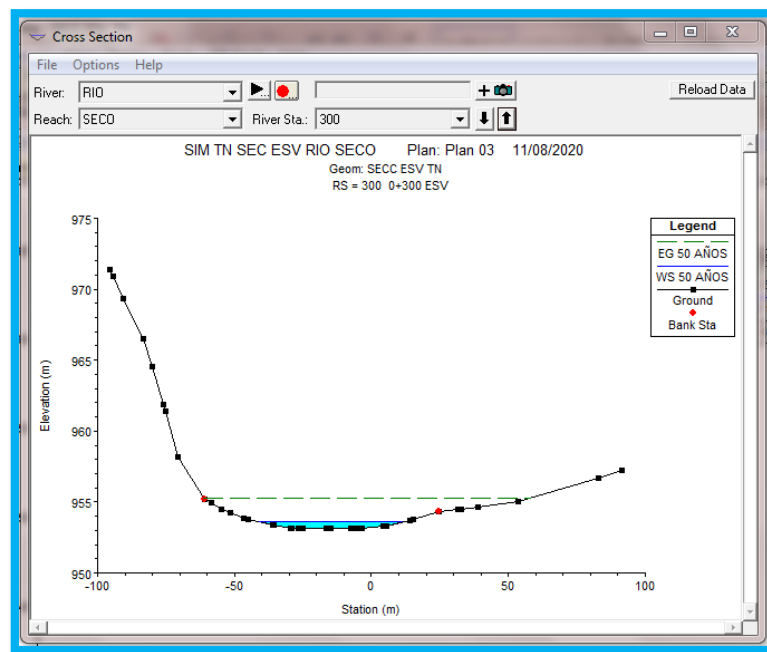 Cross Section
File Options Help
River: RIO
Reload Data
Reach: SECO River Sta.: 300
SIM TN SEC ESV RIO SECO Plan: Plan 03 11/08/2020
Geom: SECC ESV TN
RS = 300 0+300 ESV
975
970
965
960
955
950
Elevation (m)
-100 -50 0 50 100
Station (m)
Legend
EG 50 AÑOS
WS 50 AÑOS
Ground
Bank Sta